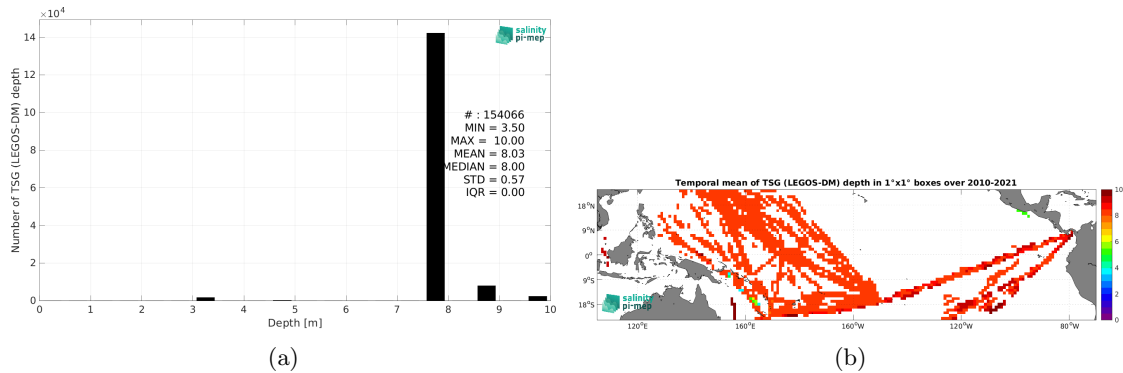 ×10⁴
14
12
10
8
6
4
2
0
Number of TSG (LEGOS-DM) depth
salinity
pi-mep
# : 154066
MIN = 3.50
MAX = 10.00
MEAN = 8.03
MEDIAN = 8.00
STD = 0.57
IQR = 0.00
0 1 2 3 4 5 6 7 8 9 10
Depth [m]
(a)
Temporal mean of TSG (LEGOS-DM) depth in 1°x1° boxes over 2010-2021
18°N
9°N
0°
9°S
18°S
salinity
pi-mep
120°E 160°E 160°W 120°W 80°W
10
8
6
4
2
0
(b)